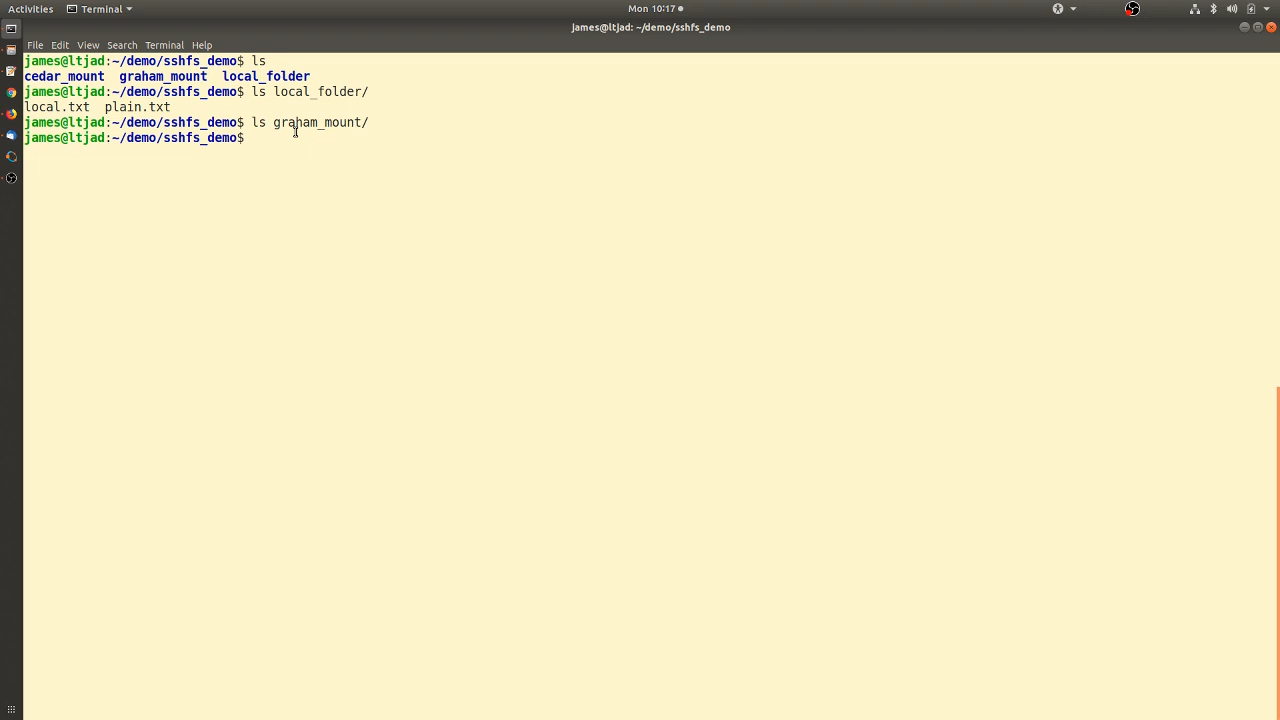 Activities Terminal Mon 10:17
james@ltjad: ~/demo/sshfs_demo
File Edit View Search Terminal Help
james@ltjad:~/demo/sshfs_demo$ ls
cedar_mount  graham_mount  local_folder
james@ltjad:~/demo/sshfs_demo$ ls local_folder/
local.txt  plain.txt
james@ltjad:~/demo/sshfs_demo$ ls graham_mount/
james@ltjad:~/demo/sshfs_demo$